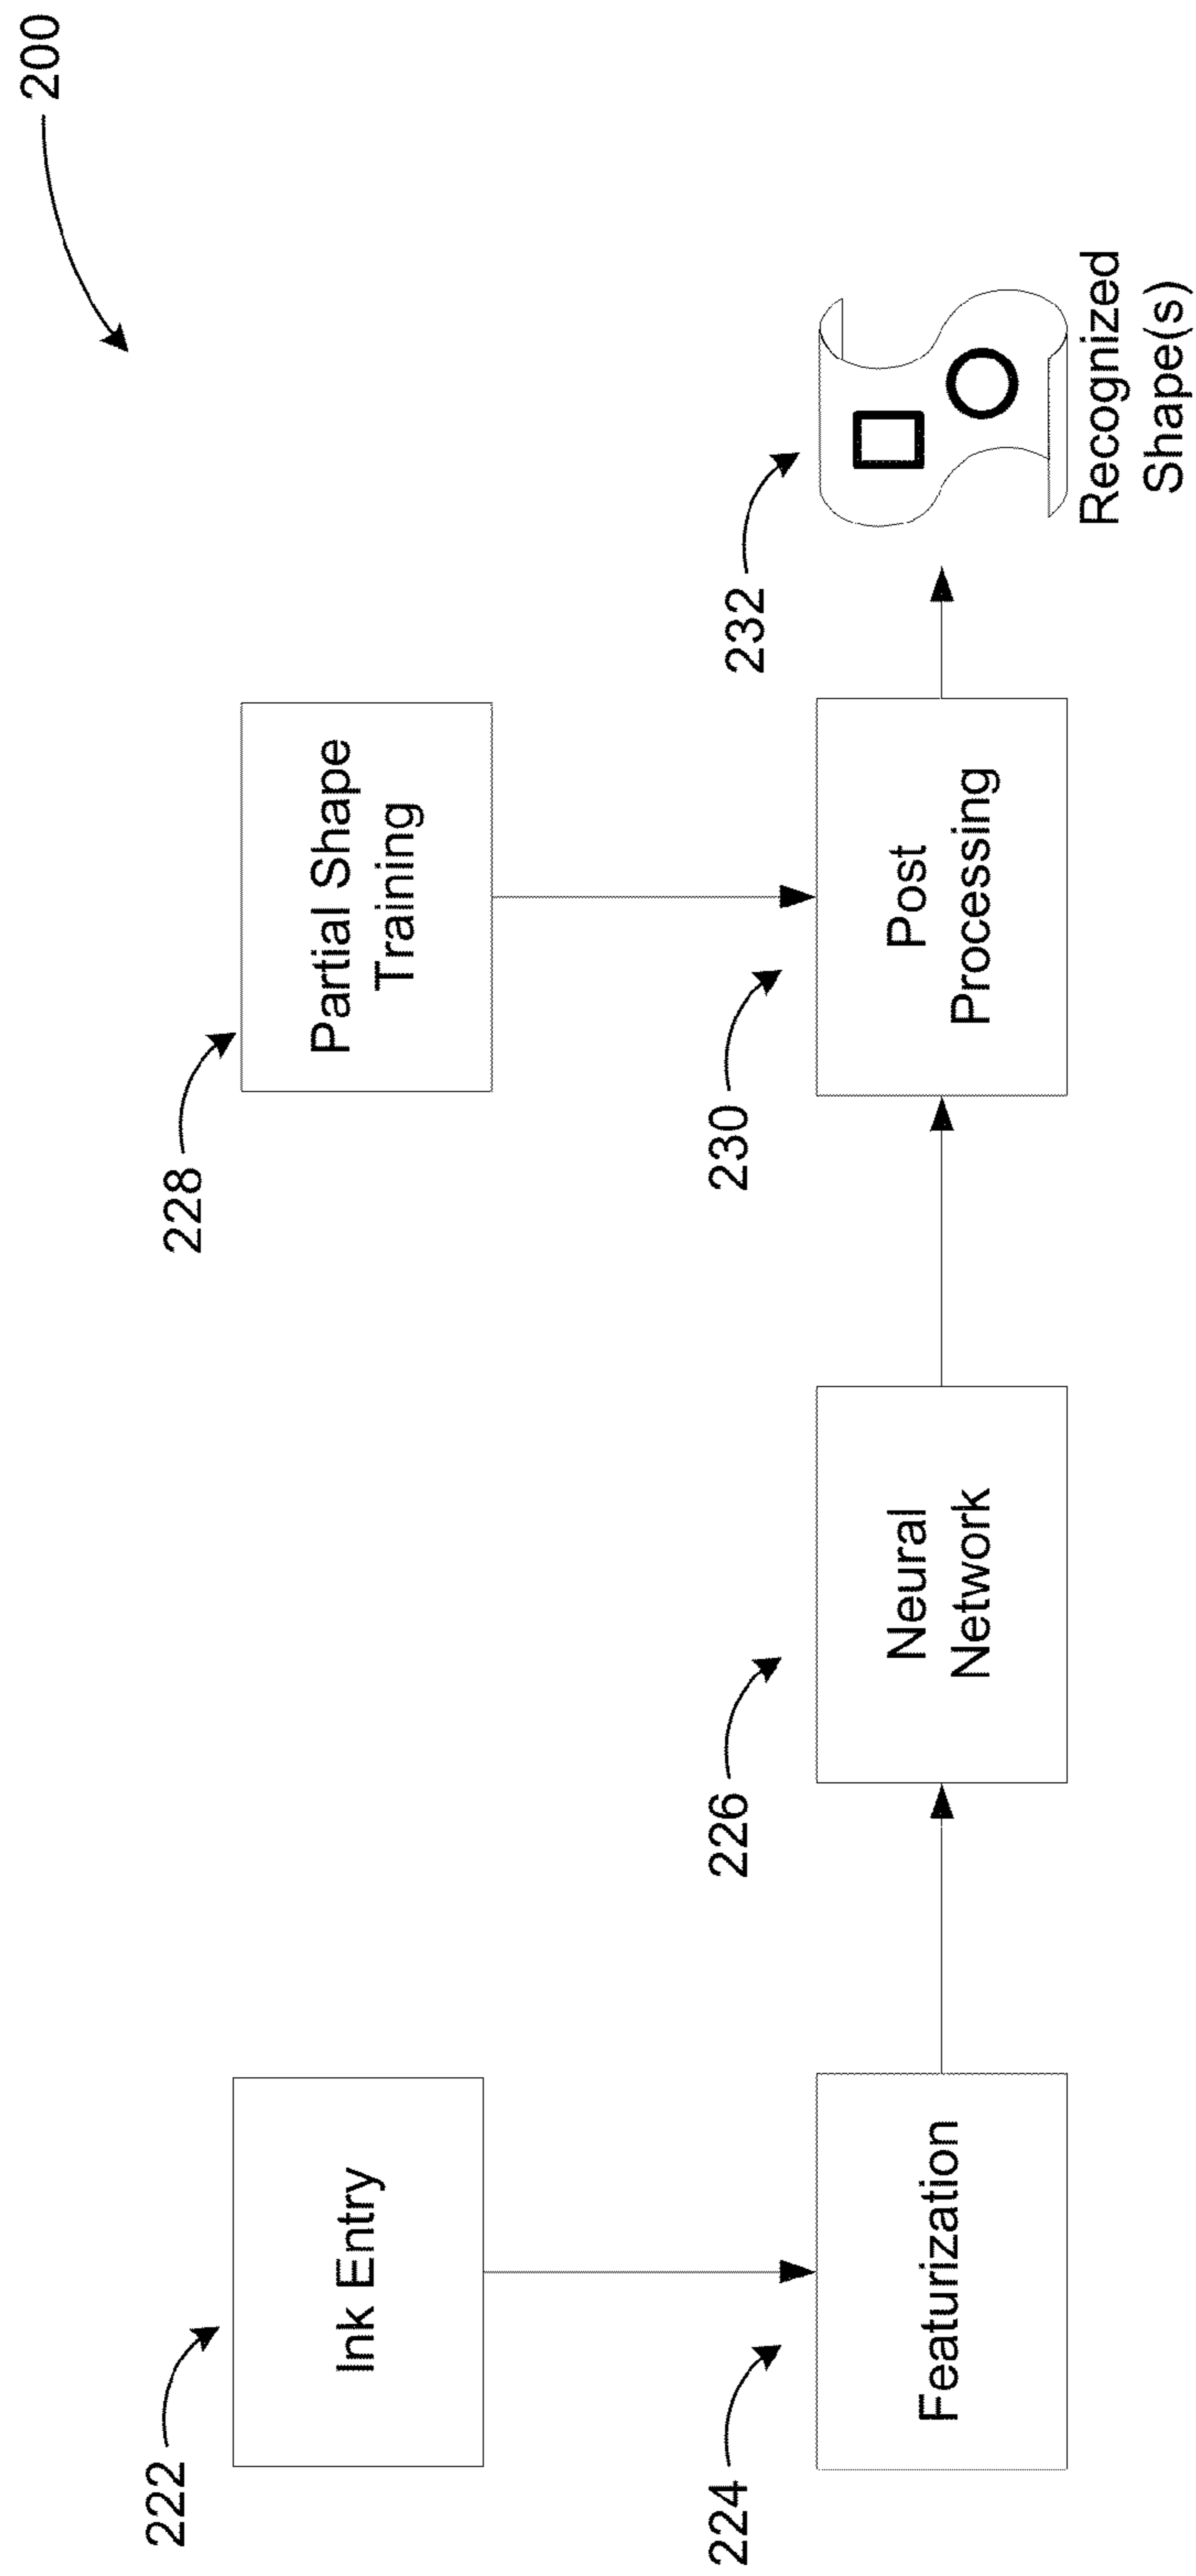 200
222
Ink Entry
228
Partial Shape
Training
224
Featurization
226
Neural
Network
230
Post
Processing
232
Recognized
Shape(s)